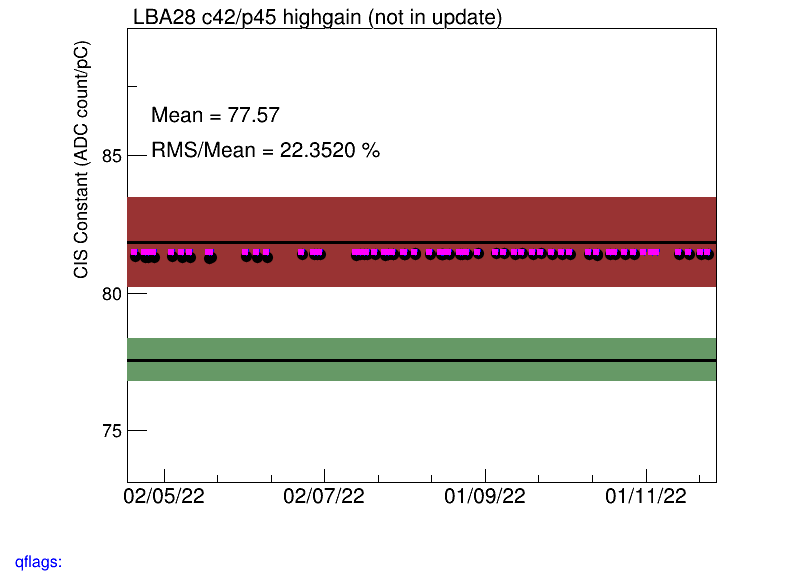 LBA28 c42/p45 highgain (not in update)
CIS Constant (ADC count/pC)
Mean = 77.57
RMS/Mean = 22.3520 %
85
80
75
02/05/22 02/07/22 01/09/22 01/11/22
qflags: